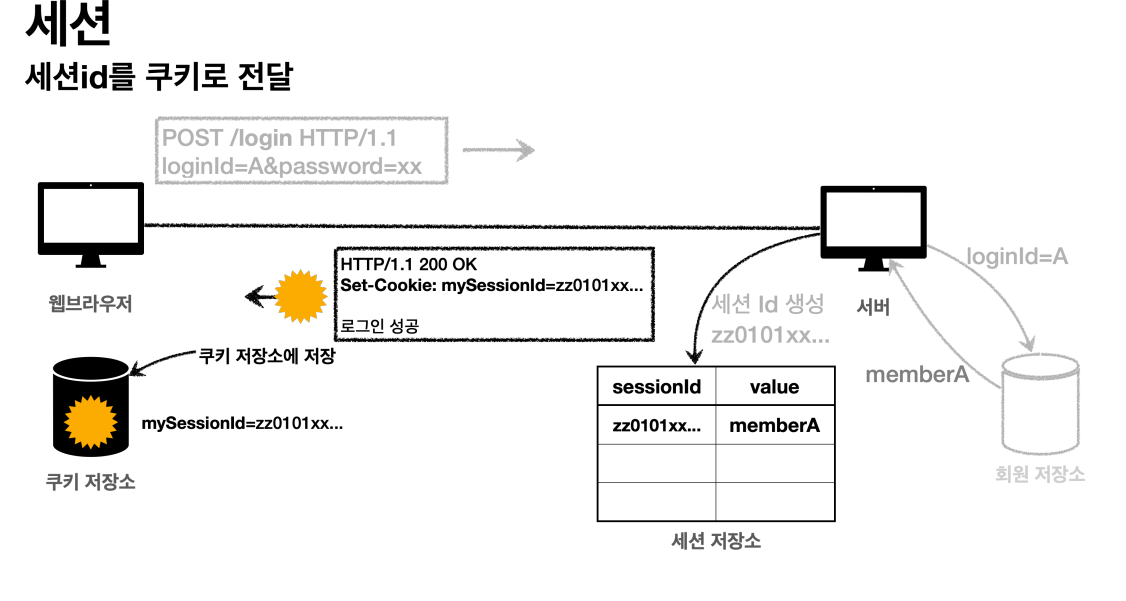 세션
세션id를 쿠키로 전달
POST /login HTTP/1.1
loginId=A&password=xx
웹브라우저
HTTP/1.1 200 OK
Set-Cookie: mySessionId=zz0101xx...
로그인 성공
세션 Id 생성
zz0101xx...
서버
loginId=A
memberA
쿠키 저장소에 저장
mySessionId=zz0101xx...
쿠키 저장소
sessionId value
zz0101xx... memberA
세션 저장소
회원 저장소